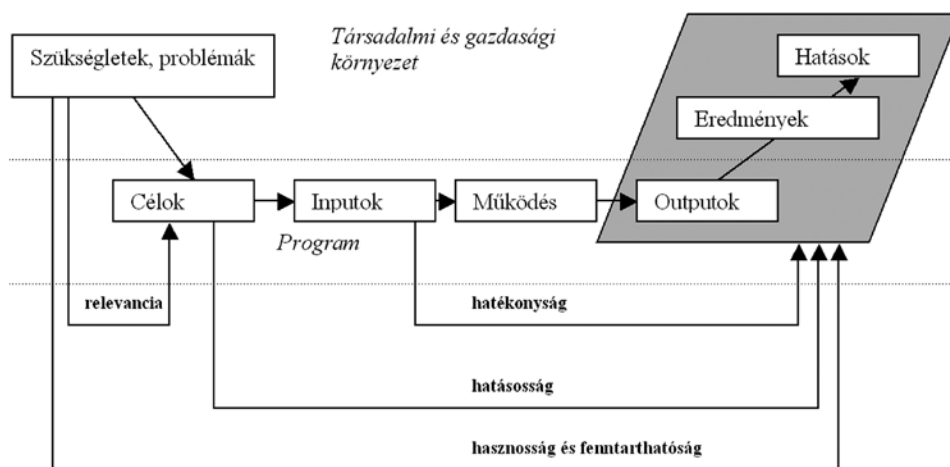 Társadalmi és gazdasági
környezet
Szükségletek, problémák
Hatások
Eredmények
Célok
Inputok
Működés
Outputok
Program
relevancia
hatékonyság
hatásosság
hasznosság és fenntarthatóság